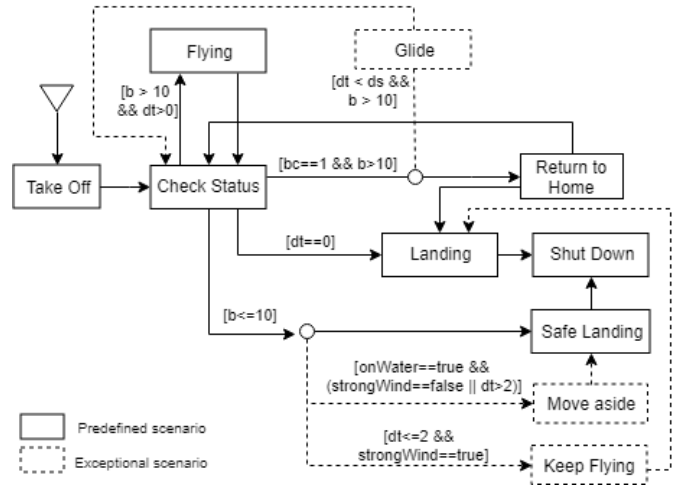 Flying
Glide
[b > 10
&& dt>0]
[dt < ds &&
b > 10]
Take Off
Check Status
[bc==1 && b>10]
Return to
Home
[dt==0]
Landing
Shut Down
[b<=10]
Safe Landing
[onWater==true &&
(strongWind==false || dt>2)]
Move aside
[dt<=2 &&
strongWind==true]
Keep Flying
Predefined scenario
Exceptional scenario